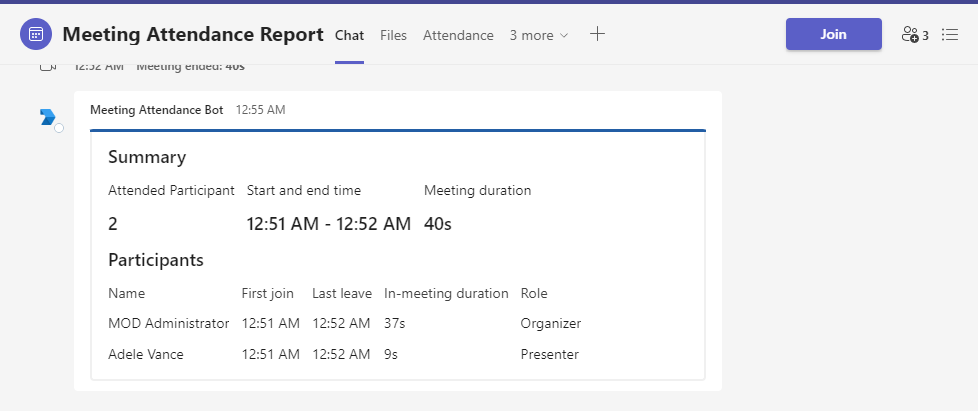 Meeting Attendance Report Chat Files Attendance 3 more Join 3
12:52 AM Meeting ended: 40s
Meeting Attendance Bot 12:55 AM
Summary
Attended Participant Start and end time Meeting duration
2 12:51 AM - 12:52 AM 40s
Participants
Name First join Last leave In-meeting duration Role
MOD Administrator 12:51 AM 12:52 AM 37s Organizer
Adele Vance 12:51 AM 12:52 AM 9s Presenter